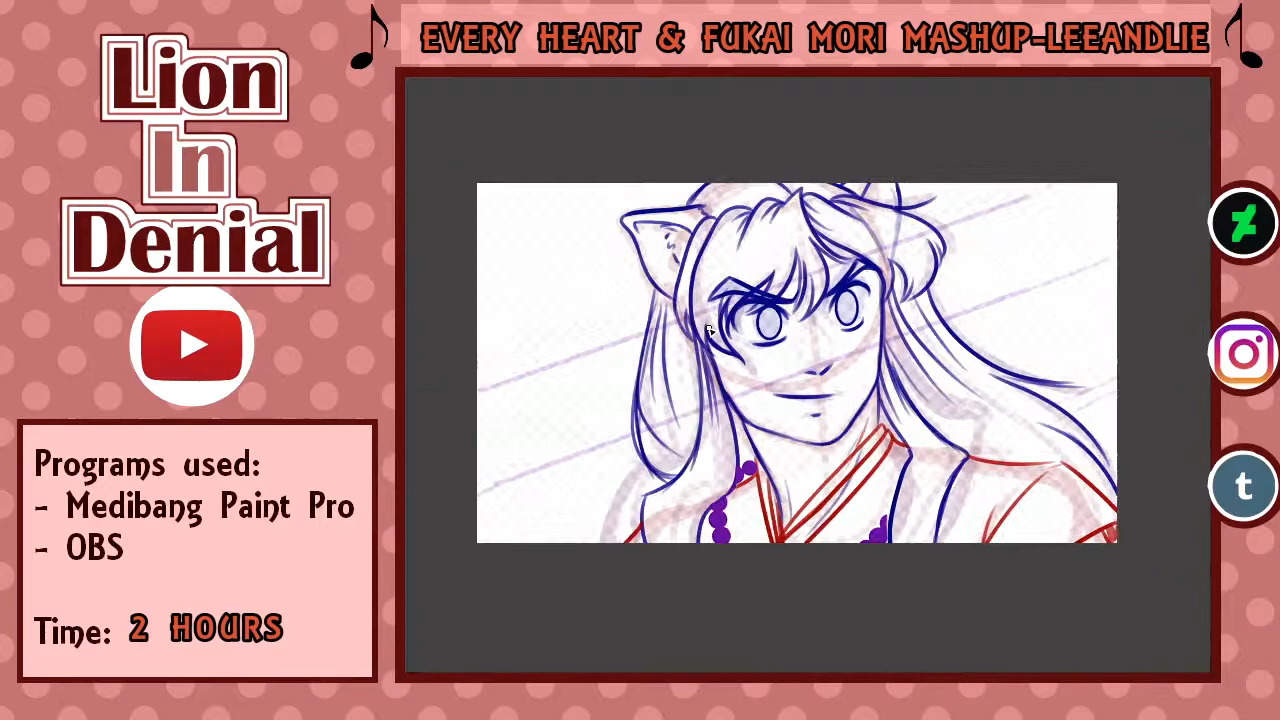 EVERY HEART & FUKAI MORI MASHUP-LEEANDLIE
Lion
In
Denial
Programs used:
- Medibang Paint Pro
- OBS
Time: 2 HOURS
t